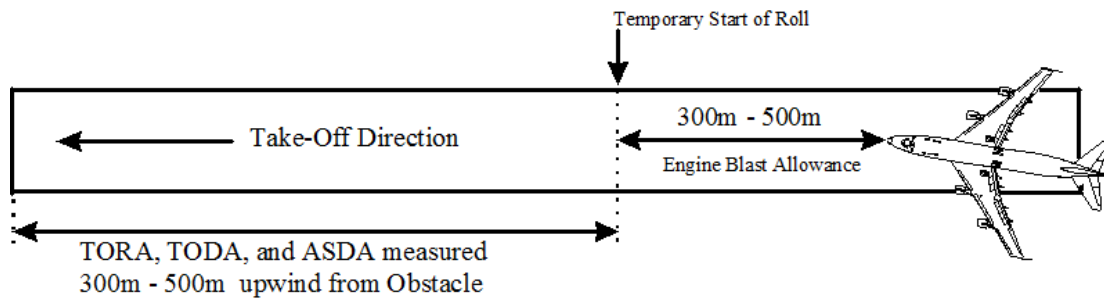 Temporary Start of Roll
300m - 500m
Take-Off Direction
Engine Blast Allowance
TORA, TODA, and ASDA measured
300m - 500m upwind from Obstacle